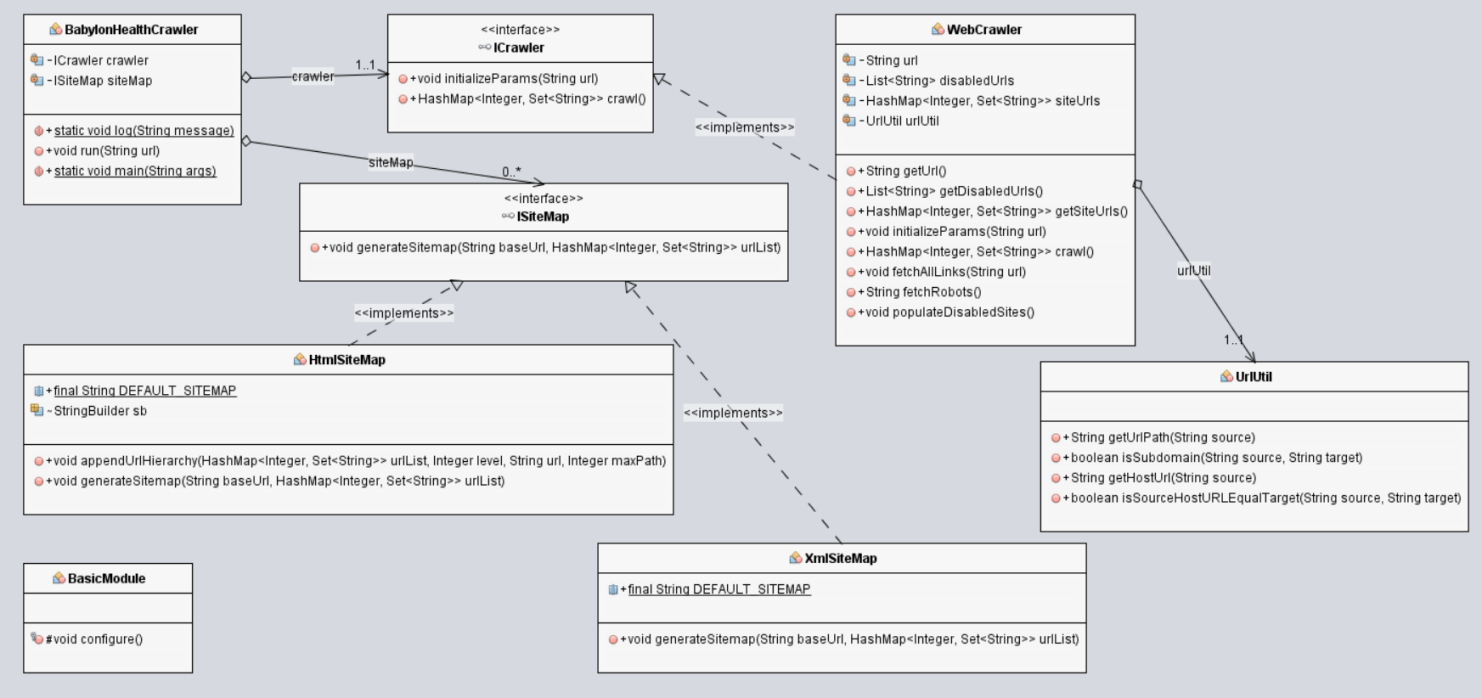 BabylonHealthCrawler
-ICrawler crawler
-ISiteMap siteMap
+static void log(String message)
+void run(String url)
+static void main(String args)
crawler
1..1
siteMap
0..*
<<interface>>
ICrawler
+void initializeParams(String url)
+HashMap<Integer, Set<String>> crawl()
<<implements>>
WebCrawler
-String url
-List<String> disabledUrls
-HashMap<Integer, Set<String>> siteUrls
-UrlUtil urlUtil
+String getUrl()
+List<String> getDisabledUrls()
+HashMap<Integer, Set<String>> getSiteUrls()
+void initializeParams(String url)
+HashMap<Integer, Set<String>> crawl()
+void fetchAllLinks(String url)
+String fetchRobots()
+void populateDisabledSites()
<<interface>>
ISiteMap
+void generateSitemap(String baseUrl, HashMap<Integer, Set<String>> urlList)
urlUtil
1..1
<<implements>>
<<implements>>
HtmlSiteMap
+final String DEFAULT_SITEMAP
~StringBuilder sb
+void appendUrlHierarchy(HashMap<Integer, Set<String>> urlList, Integer level, String url, Integer maxPath)
+void generateSitemap(String baseUrl, HashMap<Integer, Set<String>> urlList)
UrlUtil
+String getUrlPath(String source)
+boolean isSubdomain(String source, String target)
+String getHostUrl(String source)
+boolean isSourceHostURLEqualTarget(String source, String target)
BasicModule
#void configure()
XmlSiteMap
+final String DEFAULT_SITEMAP
+void generateSitemap(String baseUrl, HashMap<Integer, Set<String>> urlList)